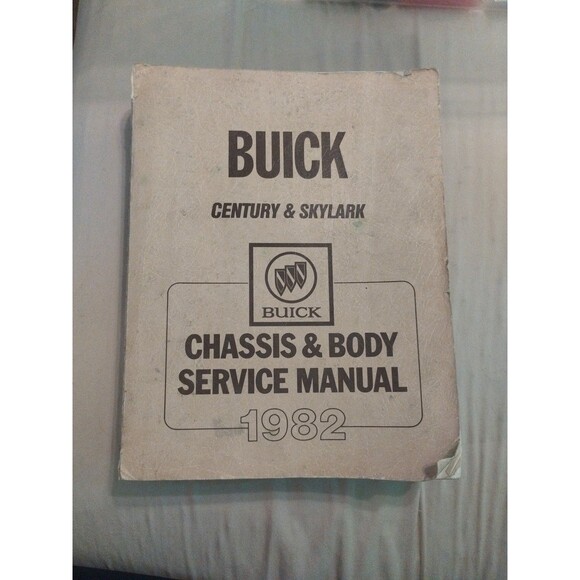 BUICK
CENTURY & SKYLARK
BUICK
CHASSIS & BODY
SERVICE MANUAL
1982